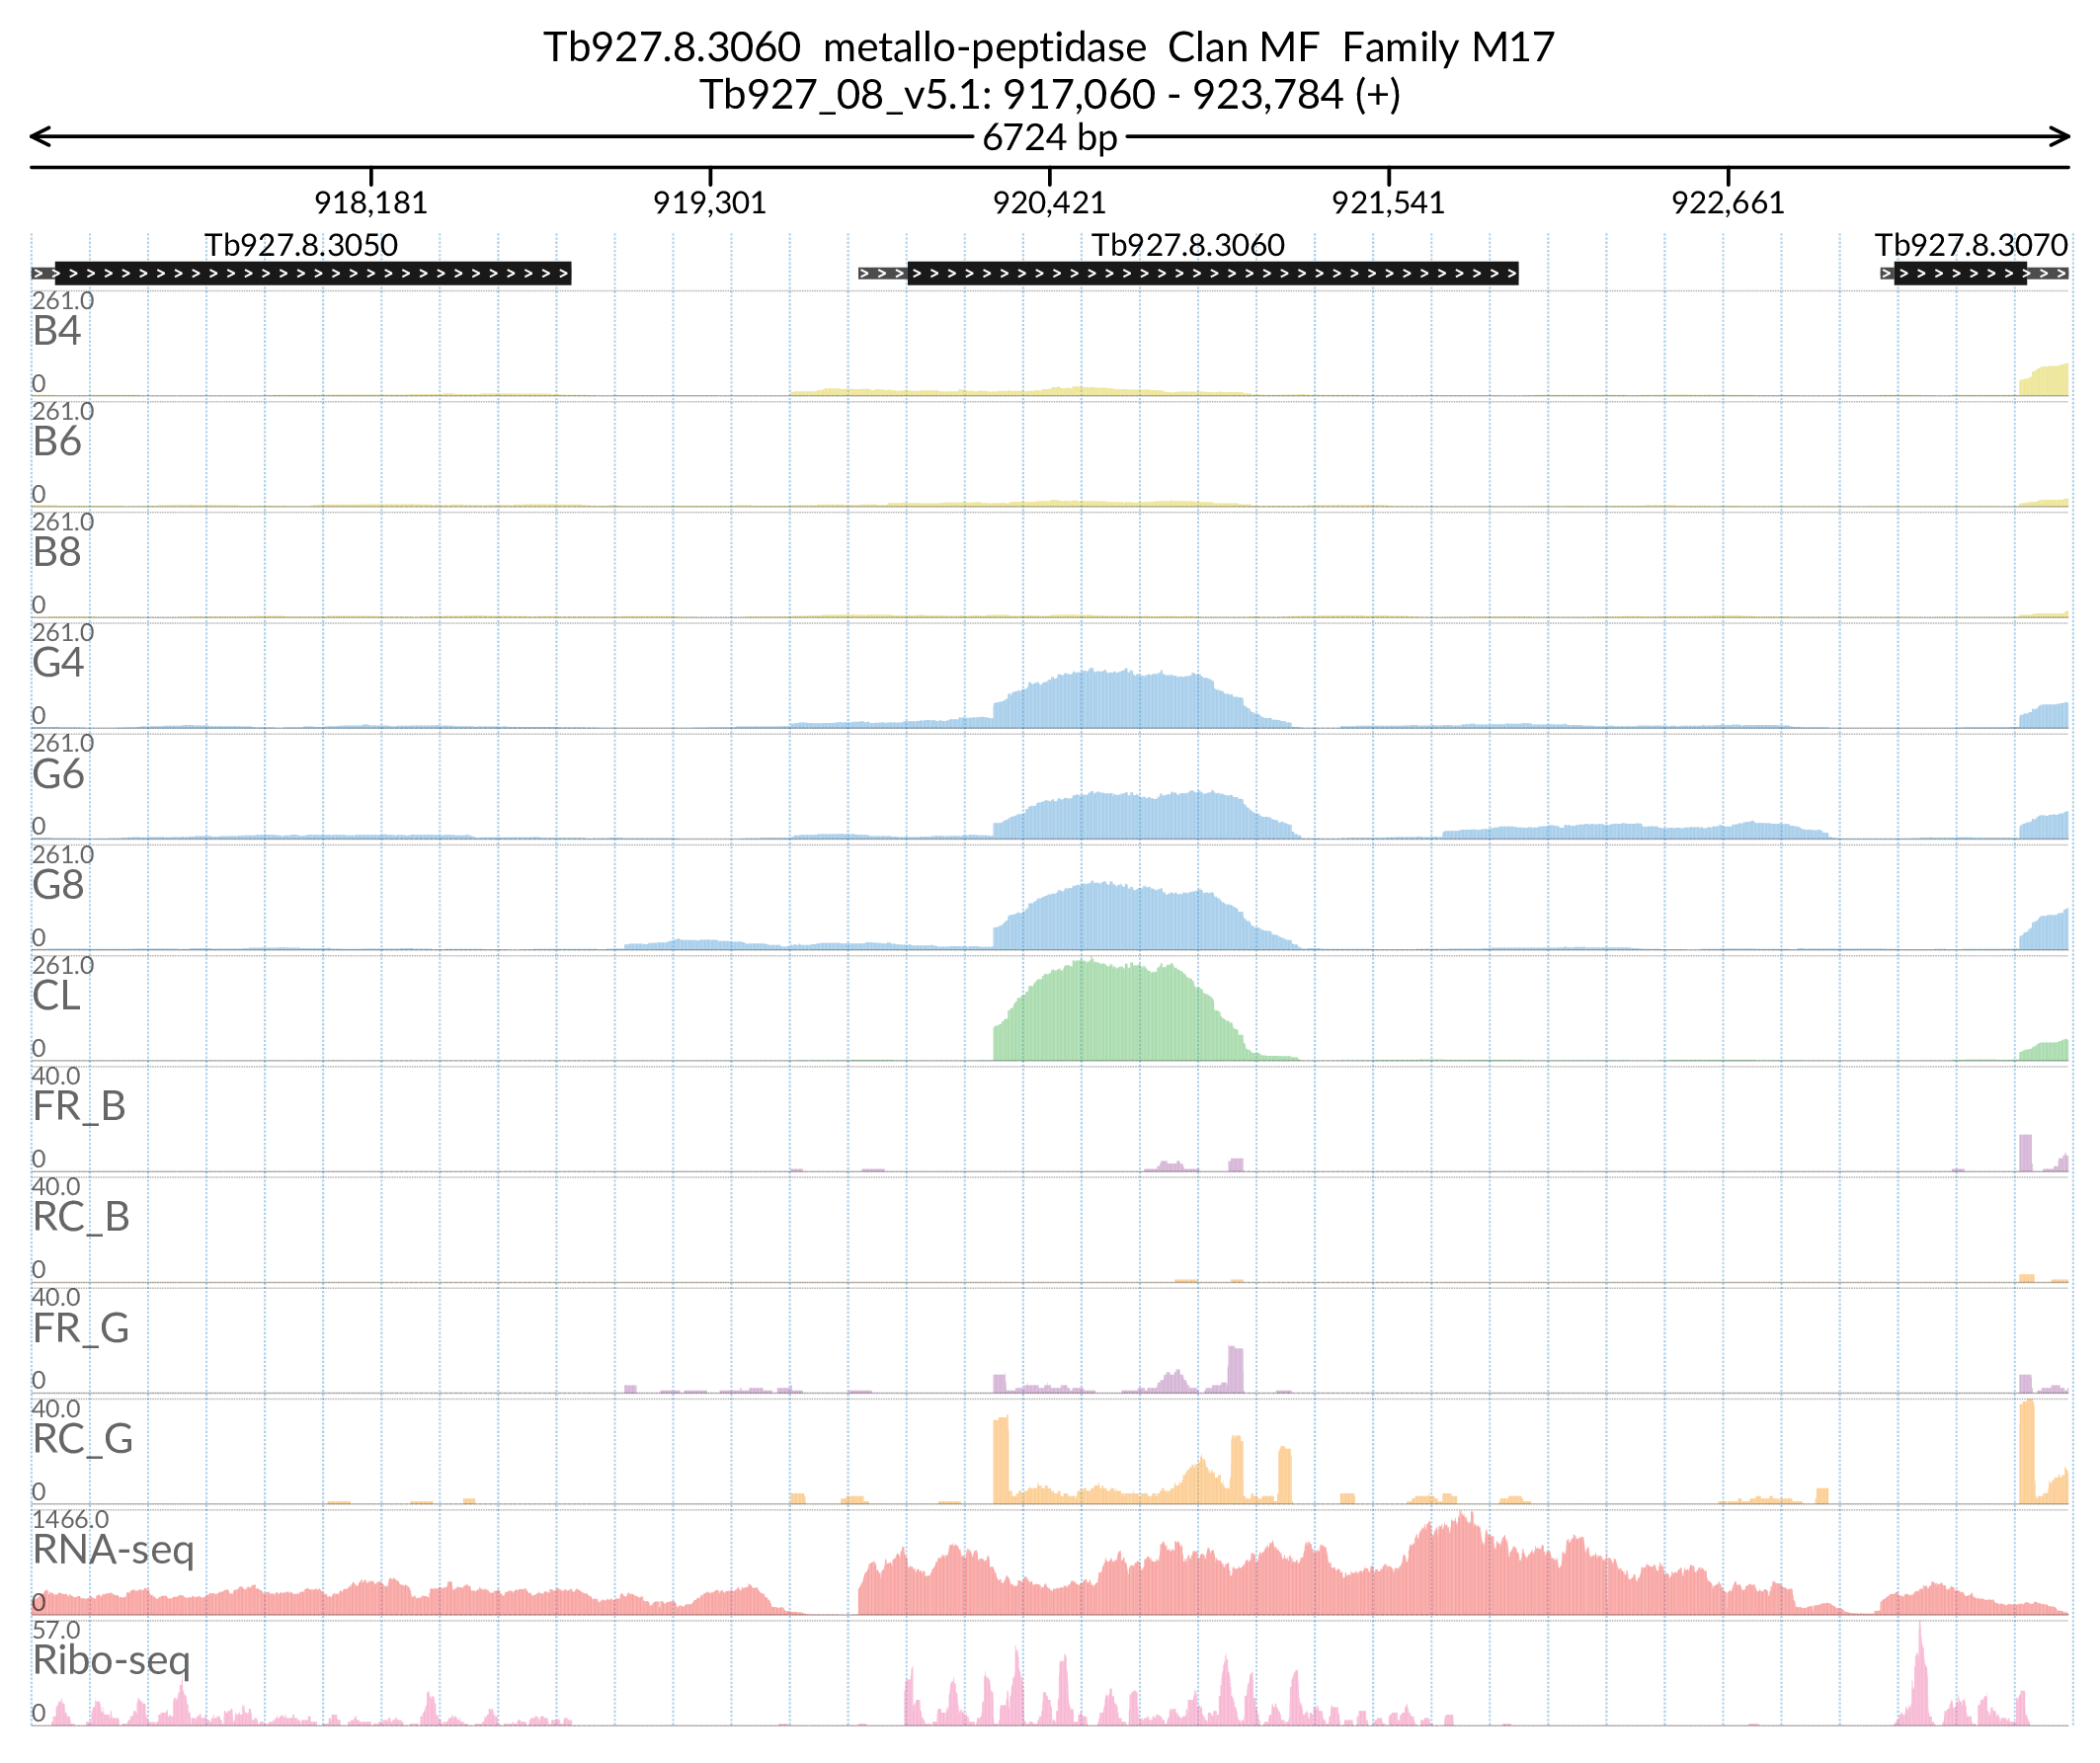 Tb927.8.3060 metallo-peptidase Clan MF Family M17
Tb927_08_v5.1: 917,060 - 923,784 (+)
6724 bp
918,181 919,301 920,421 921,541 922,661
Tb927.8.3050 Tb927.8.3060 Tb927.8.3070
261.0
B4
0
261.0
B6
0
261.0
B8
0
261.0
G4
0
261.0
G6
0
261.0
G8
0
261.0
CL
0
40.0
FR_B
0
40.0
RC_B
0
40.0
FR_G
0
40.0
RC_G
0
1466.0
RNA-seq
0
57.0
Ribo-seq
0